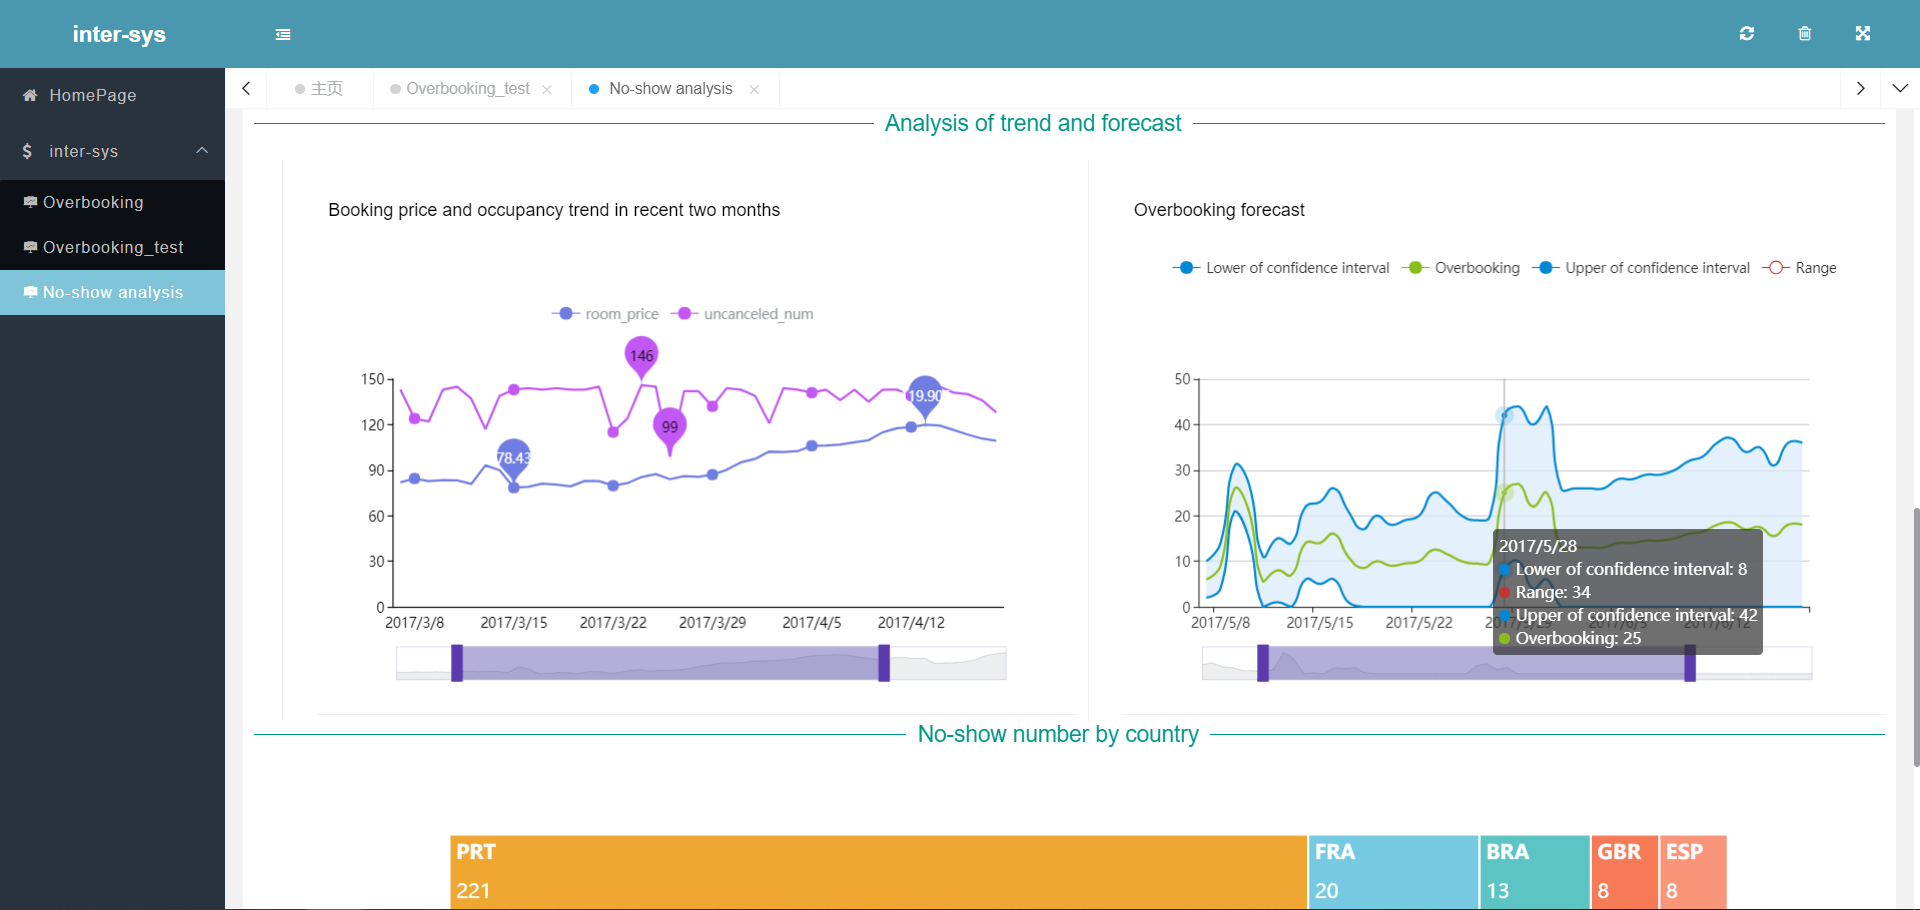 inter-sys
HomePage
inter-sys
Overbooking
Overbooking_test
No-show analysis
主页
Overbooking_test
No-show analysis
Analysis of trend and forecast
Booking price and occupancy trend in recent two months
room_price
uncanceled_num
146
99
78.43
19.90
150
120
90
60
30
0
2017/3/8
2017/3/15
2017/3/22
2017/3/29
2017/4/5
2017/4/12
Overbooking forecast
Lower of confidence interval
Overbooking
Upper of confidence interval
Range
50
40
30
20
10
0
2017/5/8
2017/5/15
2017/5/22
2017/5/28
Lower of confidence interval: 8
Range: 34
Upper of confidence interval: 42
Overbooking: 25
No-show number by country
PRT
221
FRA
20
BRA
13
GBR
8
ESP
8